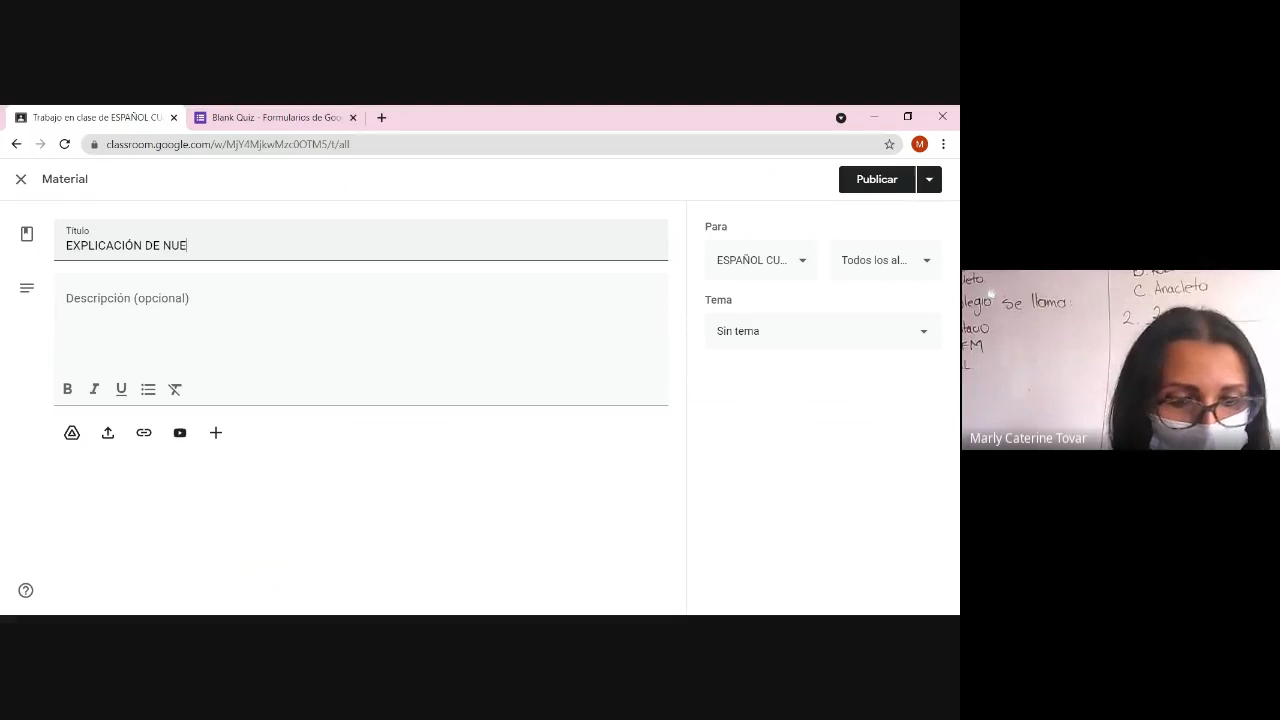 Trabajo en clase de ESPAÑOL CU
Blank Quiz - Formularios de Goo
classroom.google.com/w/MjY4MjkwMzc0OTM5/t/all
M
Material
Publicar
Título
EXPLICACIÓN DE NUE
Descripción (opcional)
B I U
Para
ESPAÑOL CU...
Todos los al...
Tema
Sin tema
C. Anacleto
se llama:
2.
Marly Caterine Tovar